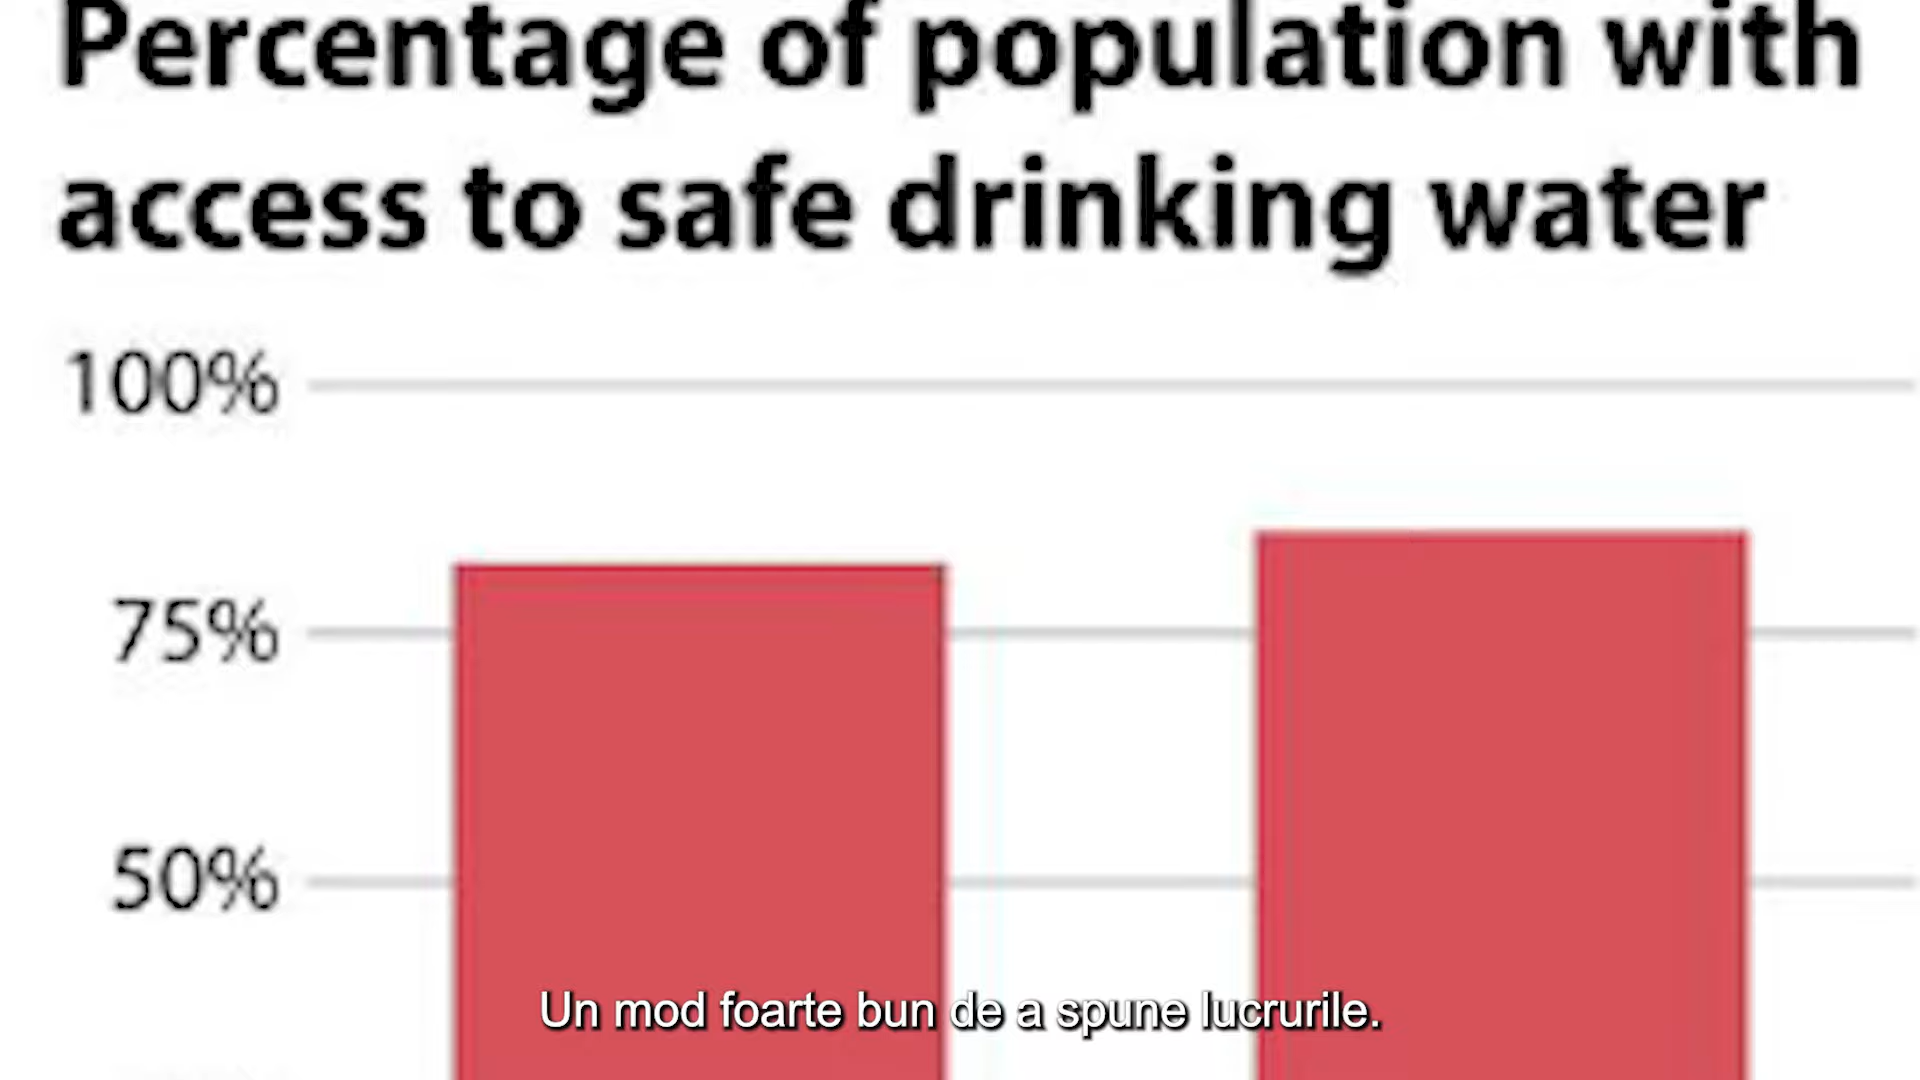 Percentage of population with
access to safe drinking water
100%
75%
50%
Un mod foarte bun de a spune lucrurile.